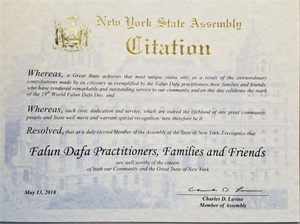 New York State Assembly
Citation
Whereas, a Great State achieves that most unique status only as a result of the extraordinary
contributions made by its citizenry as exemplified by the Falun Dafa practitioners their families and friends,
who have rendered remarkable and outstanding service to our community and on this day celebrate the mark
of the 19th World Falun Dafa Day; and
Whereas, such civic dedication and service, which are indeed the lifeblood of any great community,
people and State well merit and warrant special recognition; now therefore be it
Resolved, that as a duly elected Member of the Assembly of the State of New York, I recognize that
Falun Dafa Practitioners, Families and Friends
are well worthy of the esteem
of both our Community and the Great State of New York.
May 13, 2018
Charles D. Lavine
Member of Assembly